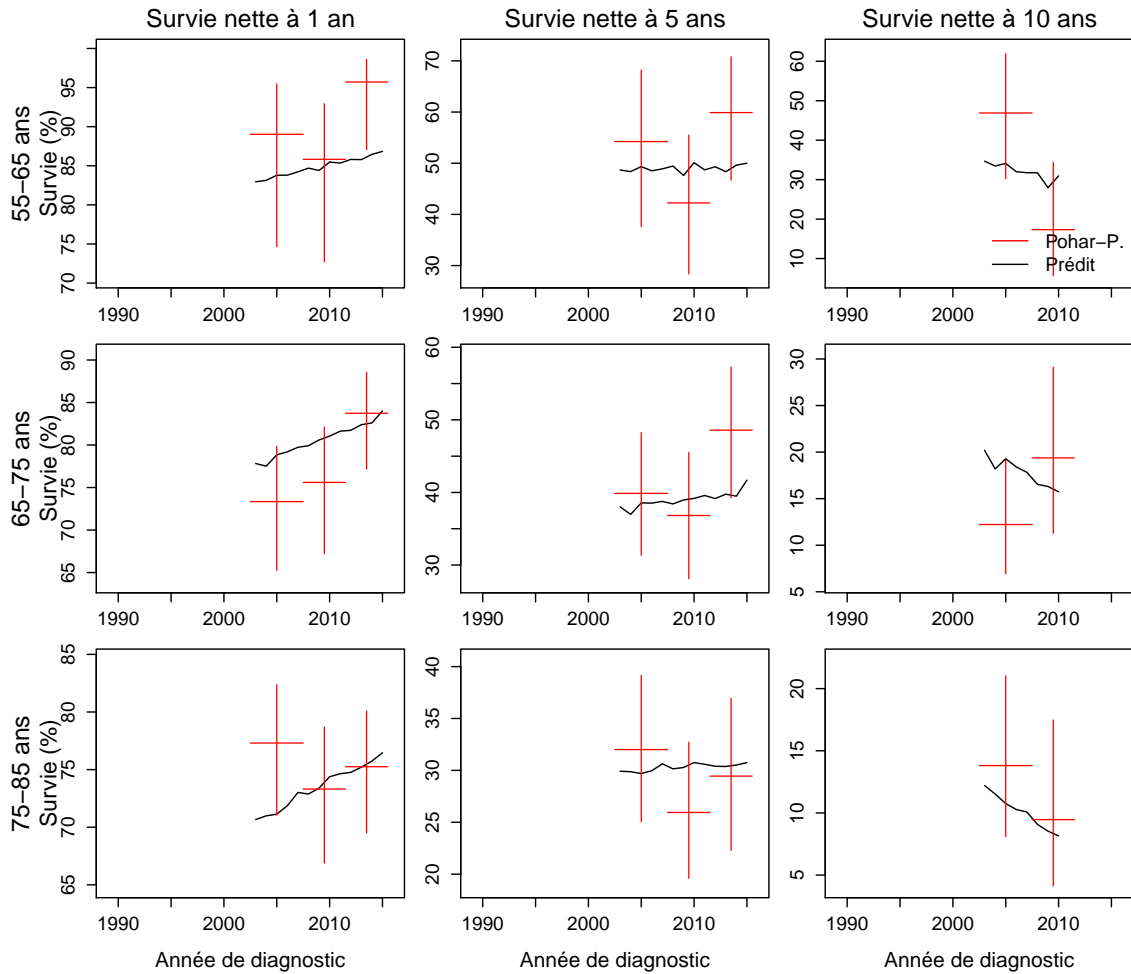 Survie nette à 1 an
Survie nette à 5 ans
Survie nette à 10 ans
55−65 ans
Survie (%)
70 75 80 85 90 95
1990 2000 2010
30 40 50 60 70
1990 2000 2010
10 20 30 40 50 60
1990 2000 2010
Pohar−P.
Prédit
65−75 ans
Survie (%)
65 70 75 80 85 90
1990 2000 2010
30 40 50 60
1990 2000 2010
5 10 15 20 25 30
1990 2000 2010
75−85 ans
Survie (%)
65 70 75 80 85
1990 2000 2010
Année de diagnostic
20 25 30 35 40
1990 2000 2010
Année de diagnostic
5 10 15 20
1990 2000 2010
Année de diagnostic